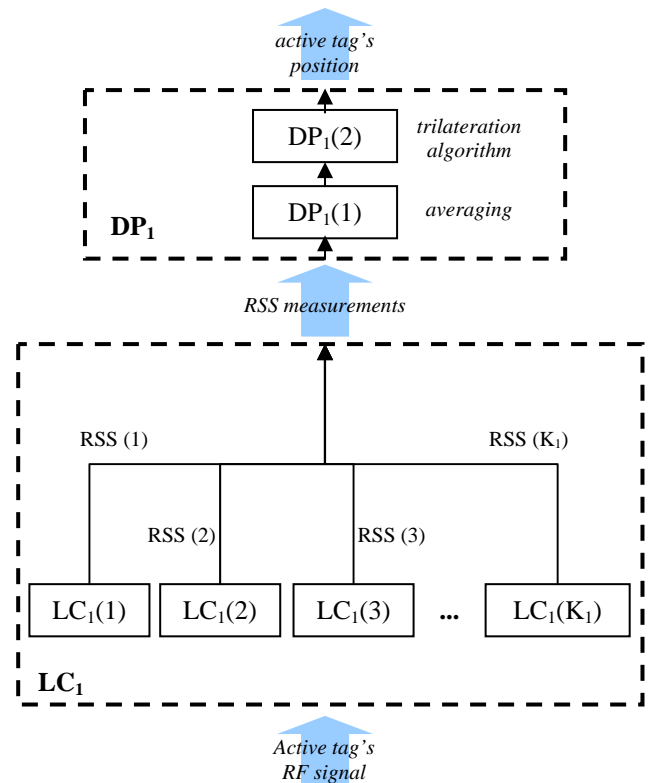 active tag's
position
DP₁(2)
trilateration
algorithm
DP₁(1)
averaging
DP₁
RSS measurements
RSS (1)
RSS (K₁)
RSS (2)
RSS (3)
LC₁(1)
LC₁(2)
LC₁(3)
...
LC₁(K₁)
LC₁
Active tag's
RF signal